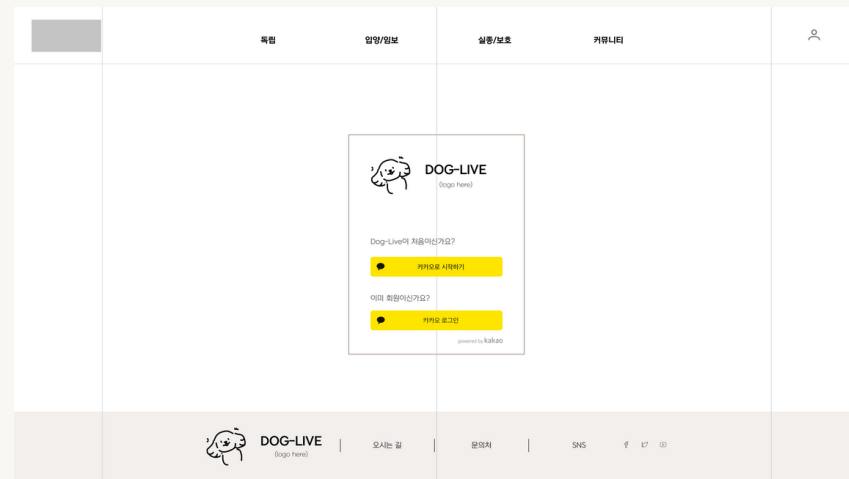 독립 입양/임보 실종/보호 커뮤니티
DOG-LIVE
(logo here)
Dog-Live이 처음이신가요?
카카오로 시작하기
이미 회원이신가요?
카카오 로그인
powered by kakao
DOG-LIVE
(logo here)
오시는 길
문의처
SNS